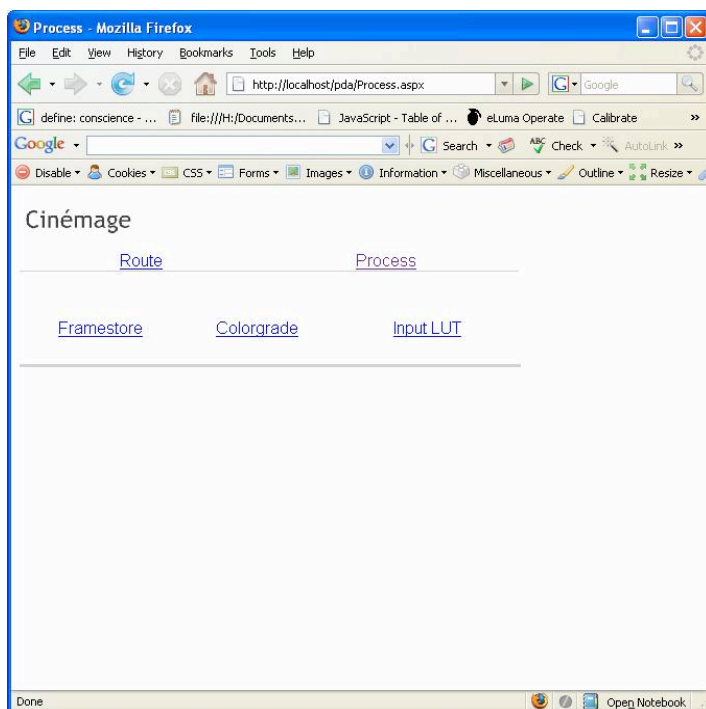 Process - Mozilla Firefox
File Edit View History Bookmarks Tools Help
http://localhost/pda/Process.aspx G Google
G define: conscience - ... file:///H:/Documents... JavaScript - Table of ... eLuma Operate Calibrate »
Google G Search ABC Check AutoLink »
Disable Cookies CSS Forms Images Information Miscellaneous Outline Resize
Cinémage
Route Process
Framestore Colorgrade Input LUT
Done Open Notebook